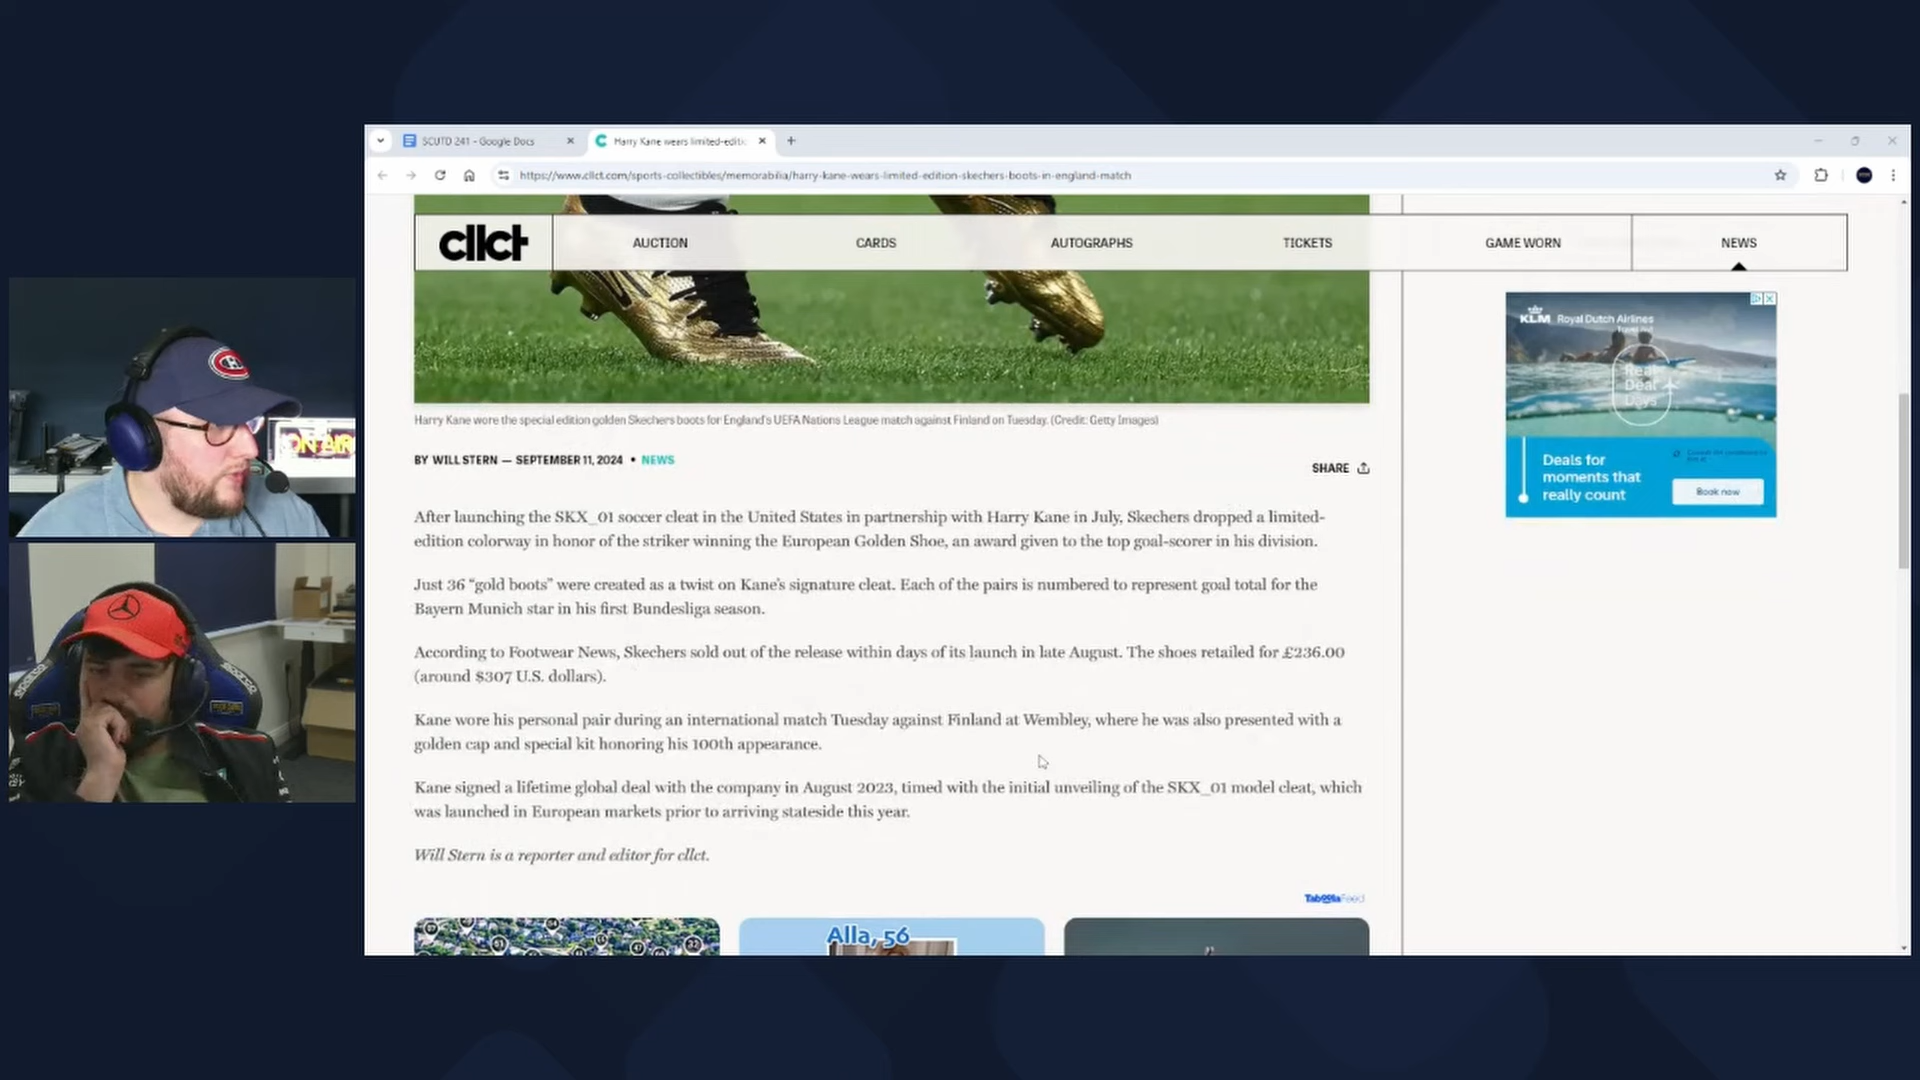 SCUTD 241 - Google Docs
Harry Kane wears limited-editi
https://www.cllct.com/sports-collectibles/memorabilia/harry-kane-wears-limited-edition-skechers-boots-in-england-match
cllct
AUCTION
CARDS
AUTOGRAPHS
TICKETS
GAME WORN
NEWS
KLM Royal Dutch Airlines
Real
Deal
Days
Deals for
moments that
really count
Book now
ON AIR
Harry Kane wore the special edition golden Skechers boots for England's UEFA Nations League match against Finland on Tuesday. (Credit: Getty Images)
BY WILL STERN — SEPTEMBER 11, 2024 • NEWS
SHARE
After launching the SKX_01 soccer cleat in the United States in partnership with Harry Kane in July, Skechers dropped a limited-
edition colorway in honor of the striker winning the European Golden Shoe, an award given to the top goal-scorer in his division.
Just 36 “gold boots” were created as a twist on Kane’s signature cleat. Each of the pairs is numbered to represent goal total for the
Bayern Munich star in his first Bundesliga season.
According to Footwear News, Skechers sold out of the release within days of its launch in late August. The shoes retailed for £236.00
(around $307 U.S. dollars).
Kane wore his personal pair during an international match Tuesday against Finland at Wembley, where he was also presented with a
golden cap and special kit honoring his 100th appearance.
Kane signed a lifetime global deal with the company in August 2023, timed with the initial unveiling of the SKX_01 model cleat, which
was launched in European markets prior to arriving stateside this year.
Will Stern is a reporter and editor for cllct.
Taboola Feed
Alla, 56